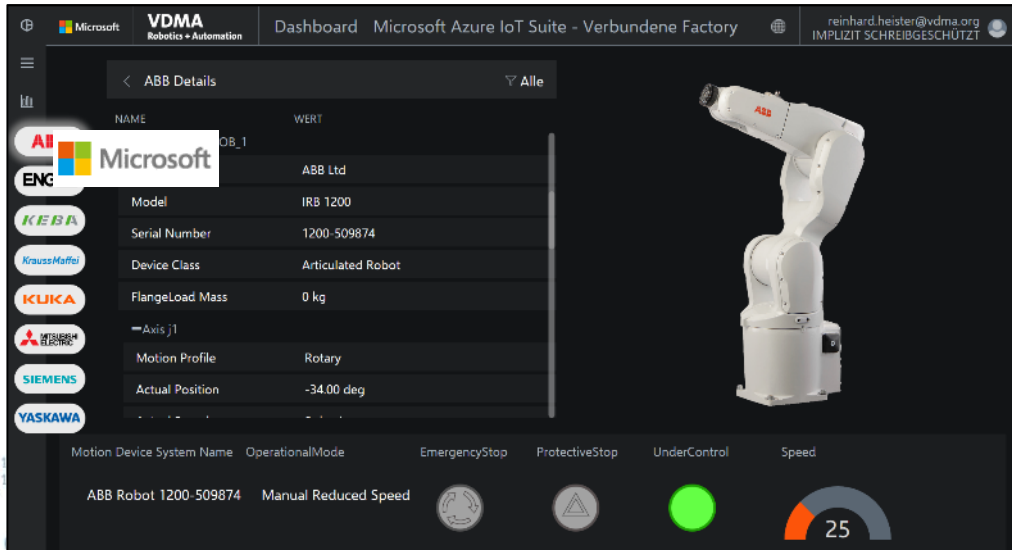 Microsoft
VDMA
Robotics + Automation
Dashboard Microsoft Azure IoT Suite - Verbundene Factory
reinhard.heister@vdma.org
IMPLIZIT SCHREIBGESCHÜTZT
ABB Details
Alle
NAME WERT
OB_1
Microsoft
ABB Ltd
Model IRB 1200
Serial Number 1200-509874
Device Class Articulated Robot
FlangeLoad Mass 0 kg
Axis j1
Motion Profile Rotary
Actual Position -34.00 deg
KEBA
KraussMaffei
KUKA
MITSUBISHI
ELECTRIC
SIEMENS
YASKAWA
ABB
Motion Device System Name OperationalMode EmergencyStop ProtectiveStop UnderControl Speed
ABB Robot 1200-509874 Manual Reduced Speed
25